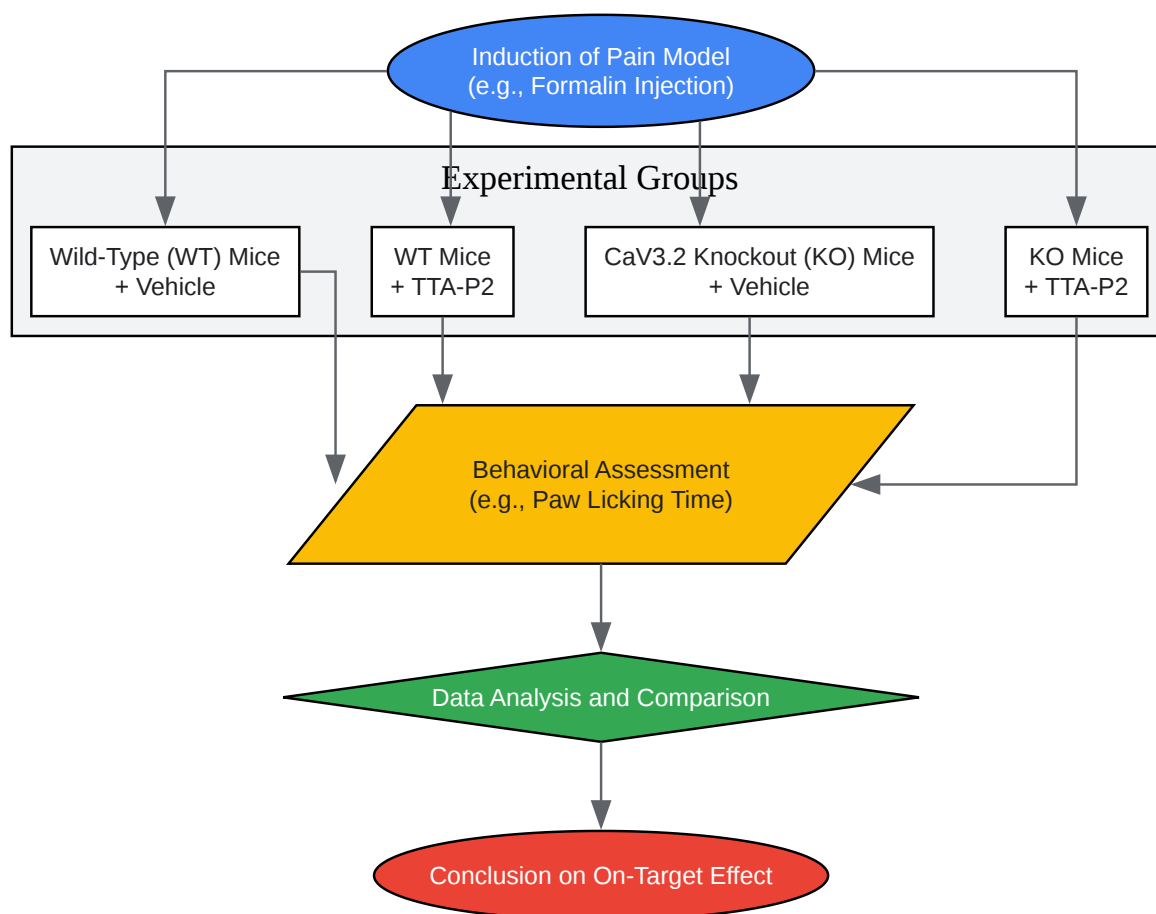 Induction of Pain Model
(e.g., Formalin Injection)
Experimental Groups
Wild-Type (WT) Mice
+ Vehicle
WT Mice
+ TTA-P2
CaV3.2 Knockout (KO) Mice
+ Vehicle
KO Mice
+ TTA-P2
Behavioral Assessment
(e.g., Paw Licking Time)
Data Analysis and Comparison
Conclusion on On-Target Effect